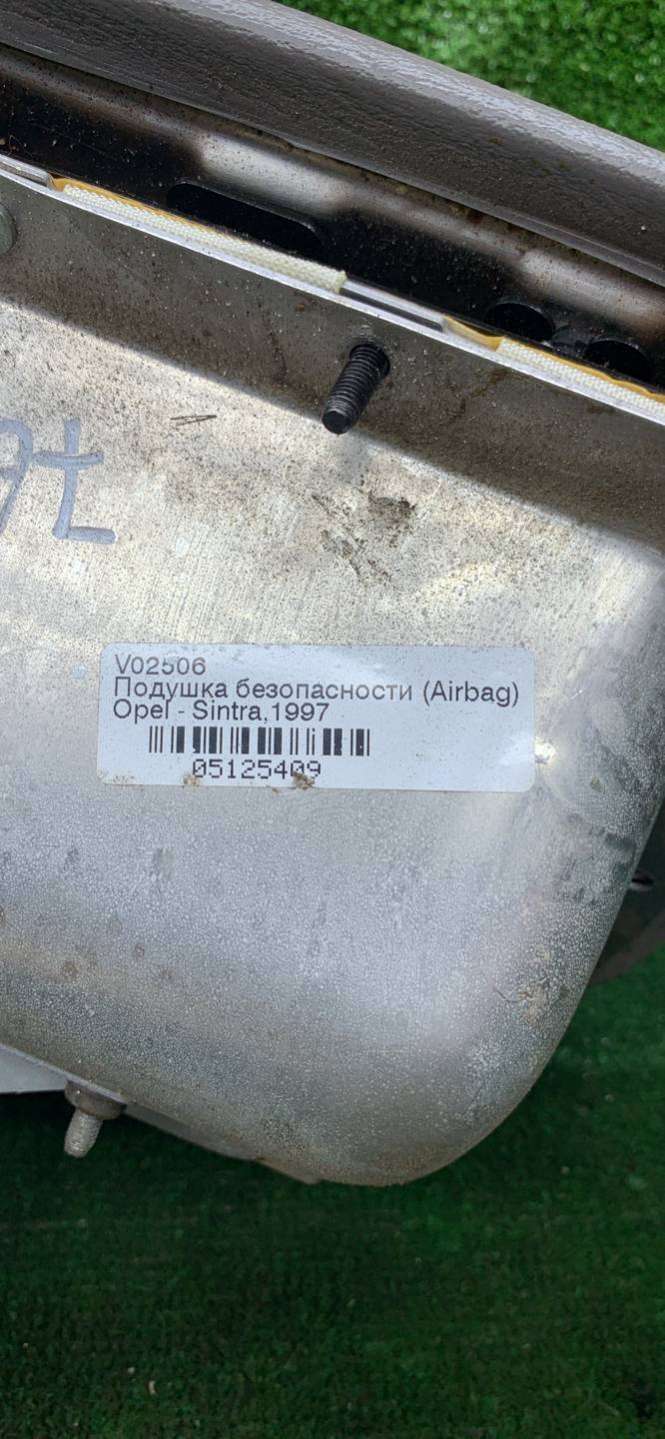 V02506
Подушка безопасности (Airbag)
Opel - Sintra,1997
05125409